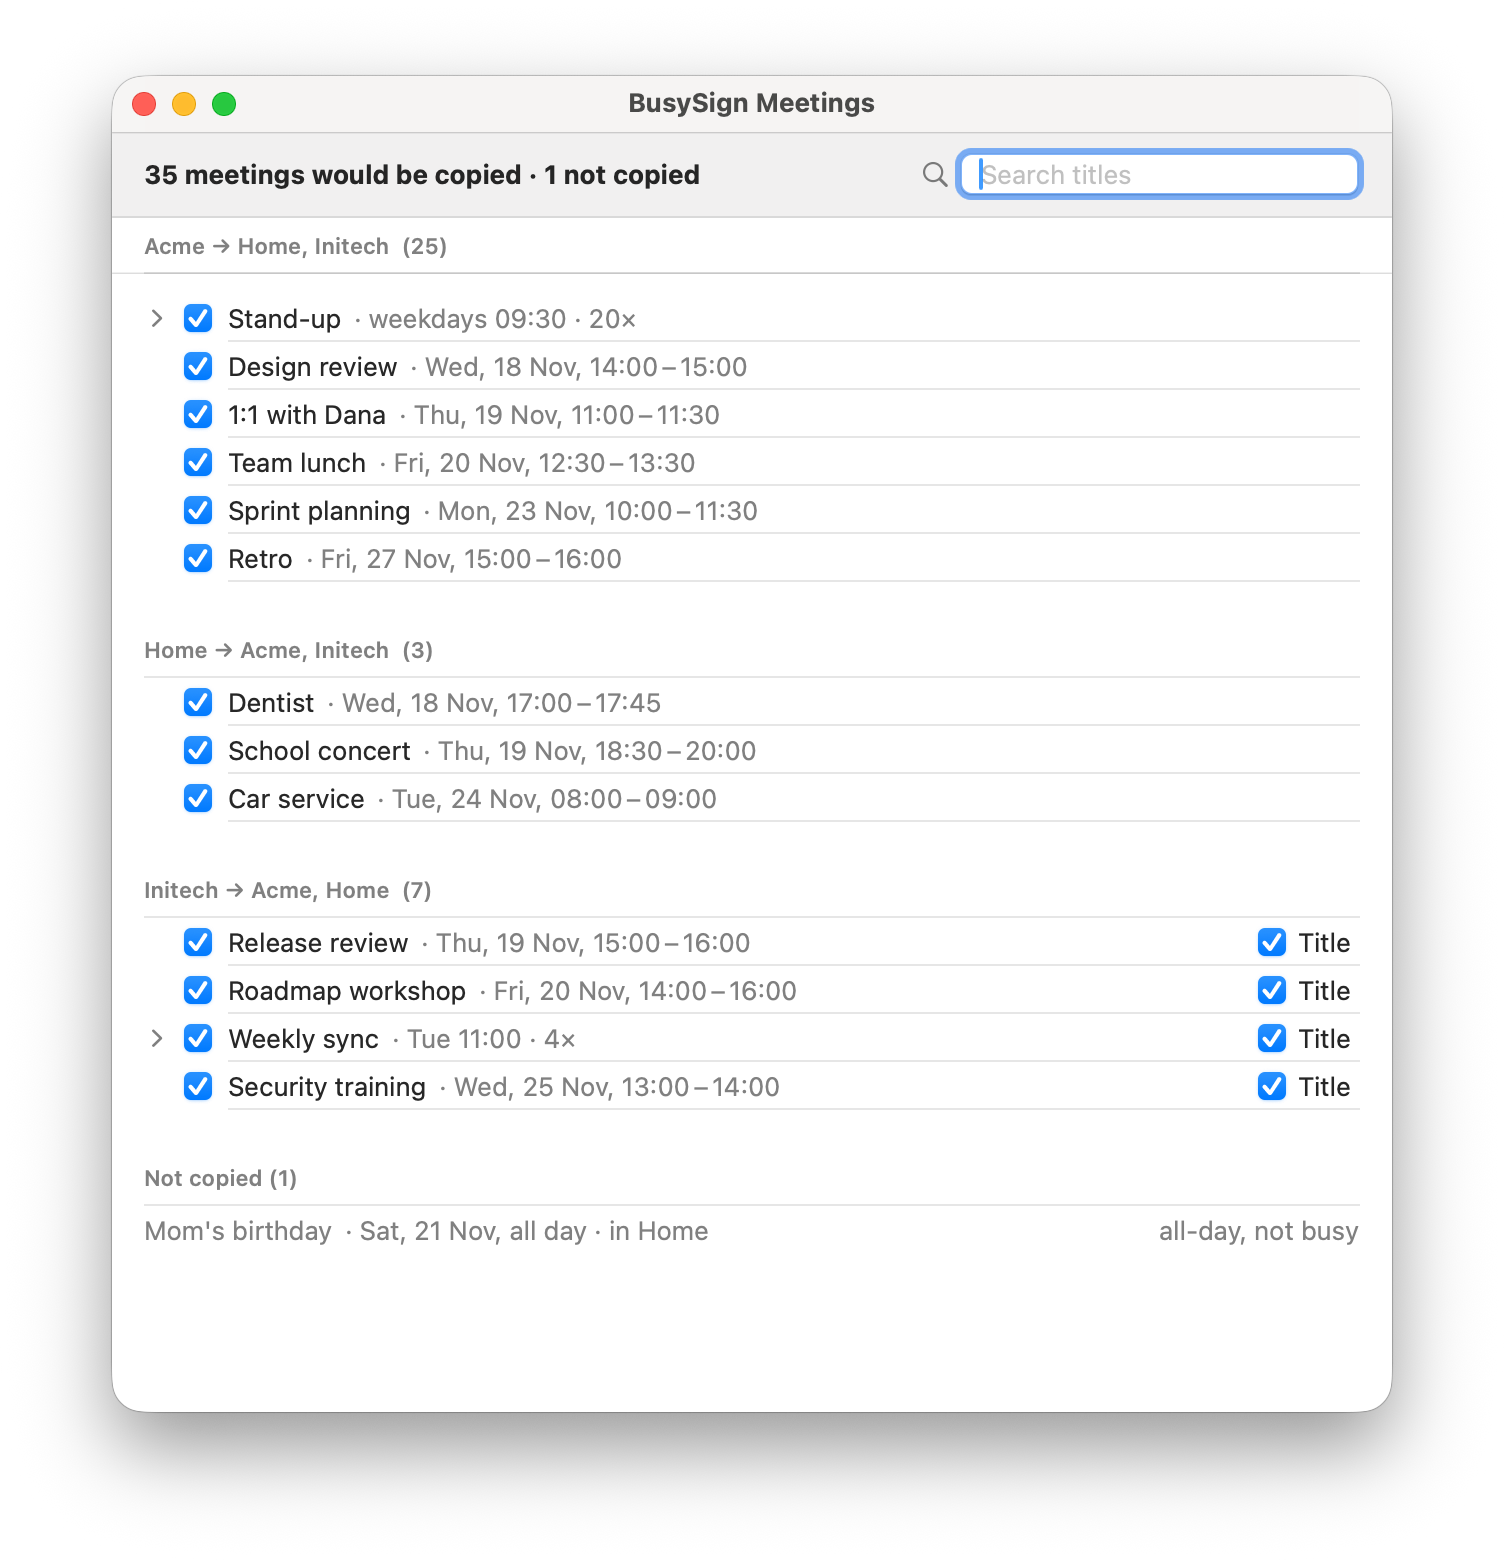 BusySign Meetings
35 meetings would be copied · 1 not copied
Search titles
Acme → Home, Initech (25)
Stand-up · weekdays 09:30 · 20×
Design review · Wed, 18 Nov, 14:00–15:00
1:1 with Dana · Thu, 19 Nov, 11:00–11:30
Team lunch · Fri, 20 Nov, 12:30–13:30
Sprint planning · Mon, 23 Nov, 10:00–11:30
Retro · Fri, 27 Nov, 15:00–16:00
Home → Acme, Initech (3)
Dentist · Wed, 18 Nov, 17:00–17:45
School concert · Thu, 19 Nov, 18:30–20:00
Car service · Tue, 24 Nov, 08:00–09:00
Initech → Acme, Home (7)
Release review · Thu, 19 Nov, 15:00–16:00 Title
Roadmap workshop · Fri, 20 Nov, 14:00–16:00 Title
Weekly sync · Tue 11:00 · 4× Title
Security training · Wed, 25 Nov, 13:00–14:00 Title
Not copied (1)
Mom's birthday · Sat, 21 Nov, all day · in Home all-day, not busy